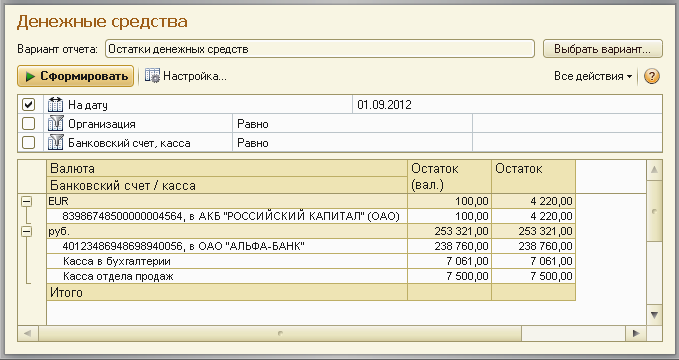 Денежные средства
Вариант отчета: Остатки денежных средств Выбрать вариант...
Сформировать Настройка... Все действия ?
На дату 01.09.2012
Организация Равно
Банковский счет, касса Равно
Валюта Остаток (вал.) Остаток
Банковский счет / касса
EUR 100,00 4 220,00
83986748500000004564, в АКБ "РОССИЙСКИЙ КАПИТАЛ" (ОАО) 100,00 4 220,00
руб. 253 321,00 253 321,00
40123486948698940056, в ОАО "АЛЬФА-БАНК" 238 760,00 238 760,00
Касса в бухгалтерии 7 061,00 7 061,00
Касса отдела продаж 7 500,00 7 500,00
Итого